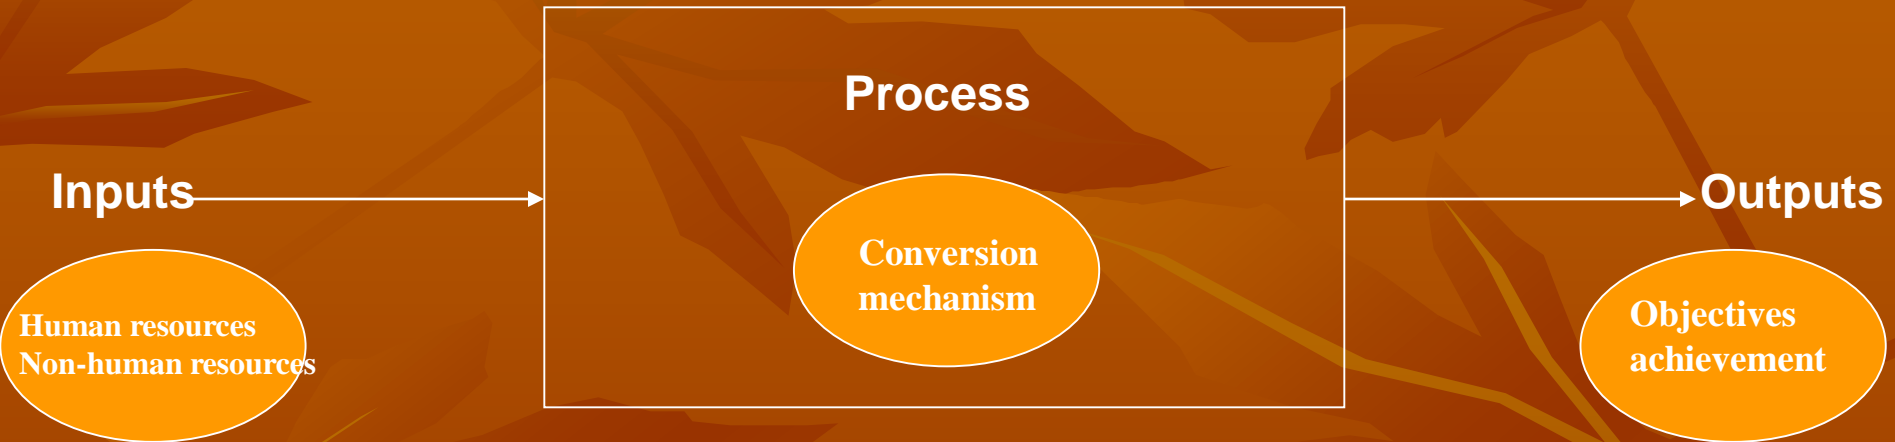 Process
Inputs
Outputs
Conversion
mechanism
Human resources
Non-human resources
Objectives
achievement